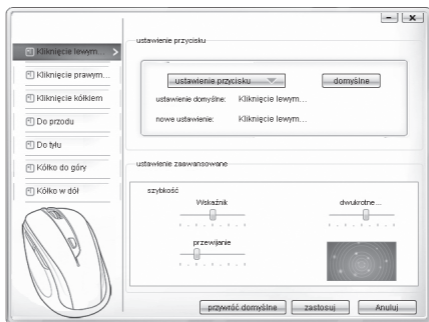 Kliknięcie lewym... >
Kliknięcie prawym...
Kliknięcie kółkiem
Do przodu
Do tyłu
Kółko do góry
Kółko w dół
ustawienie przycisku
ustawienie przycisku
domyślne
ustawienie domyślne: Kliknięcie lewym...
nowe ustawienie: Kliknięcie lewym...
ustawienie zaawansowane
szybkość
Wskaźnik
dwukrotne...
przewijanie
przywróć domyślne
zastosuj
Anuluj